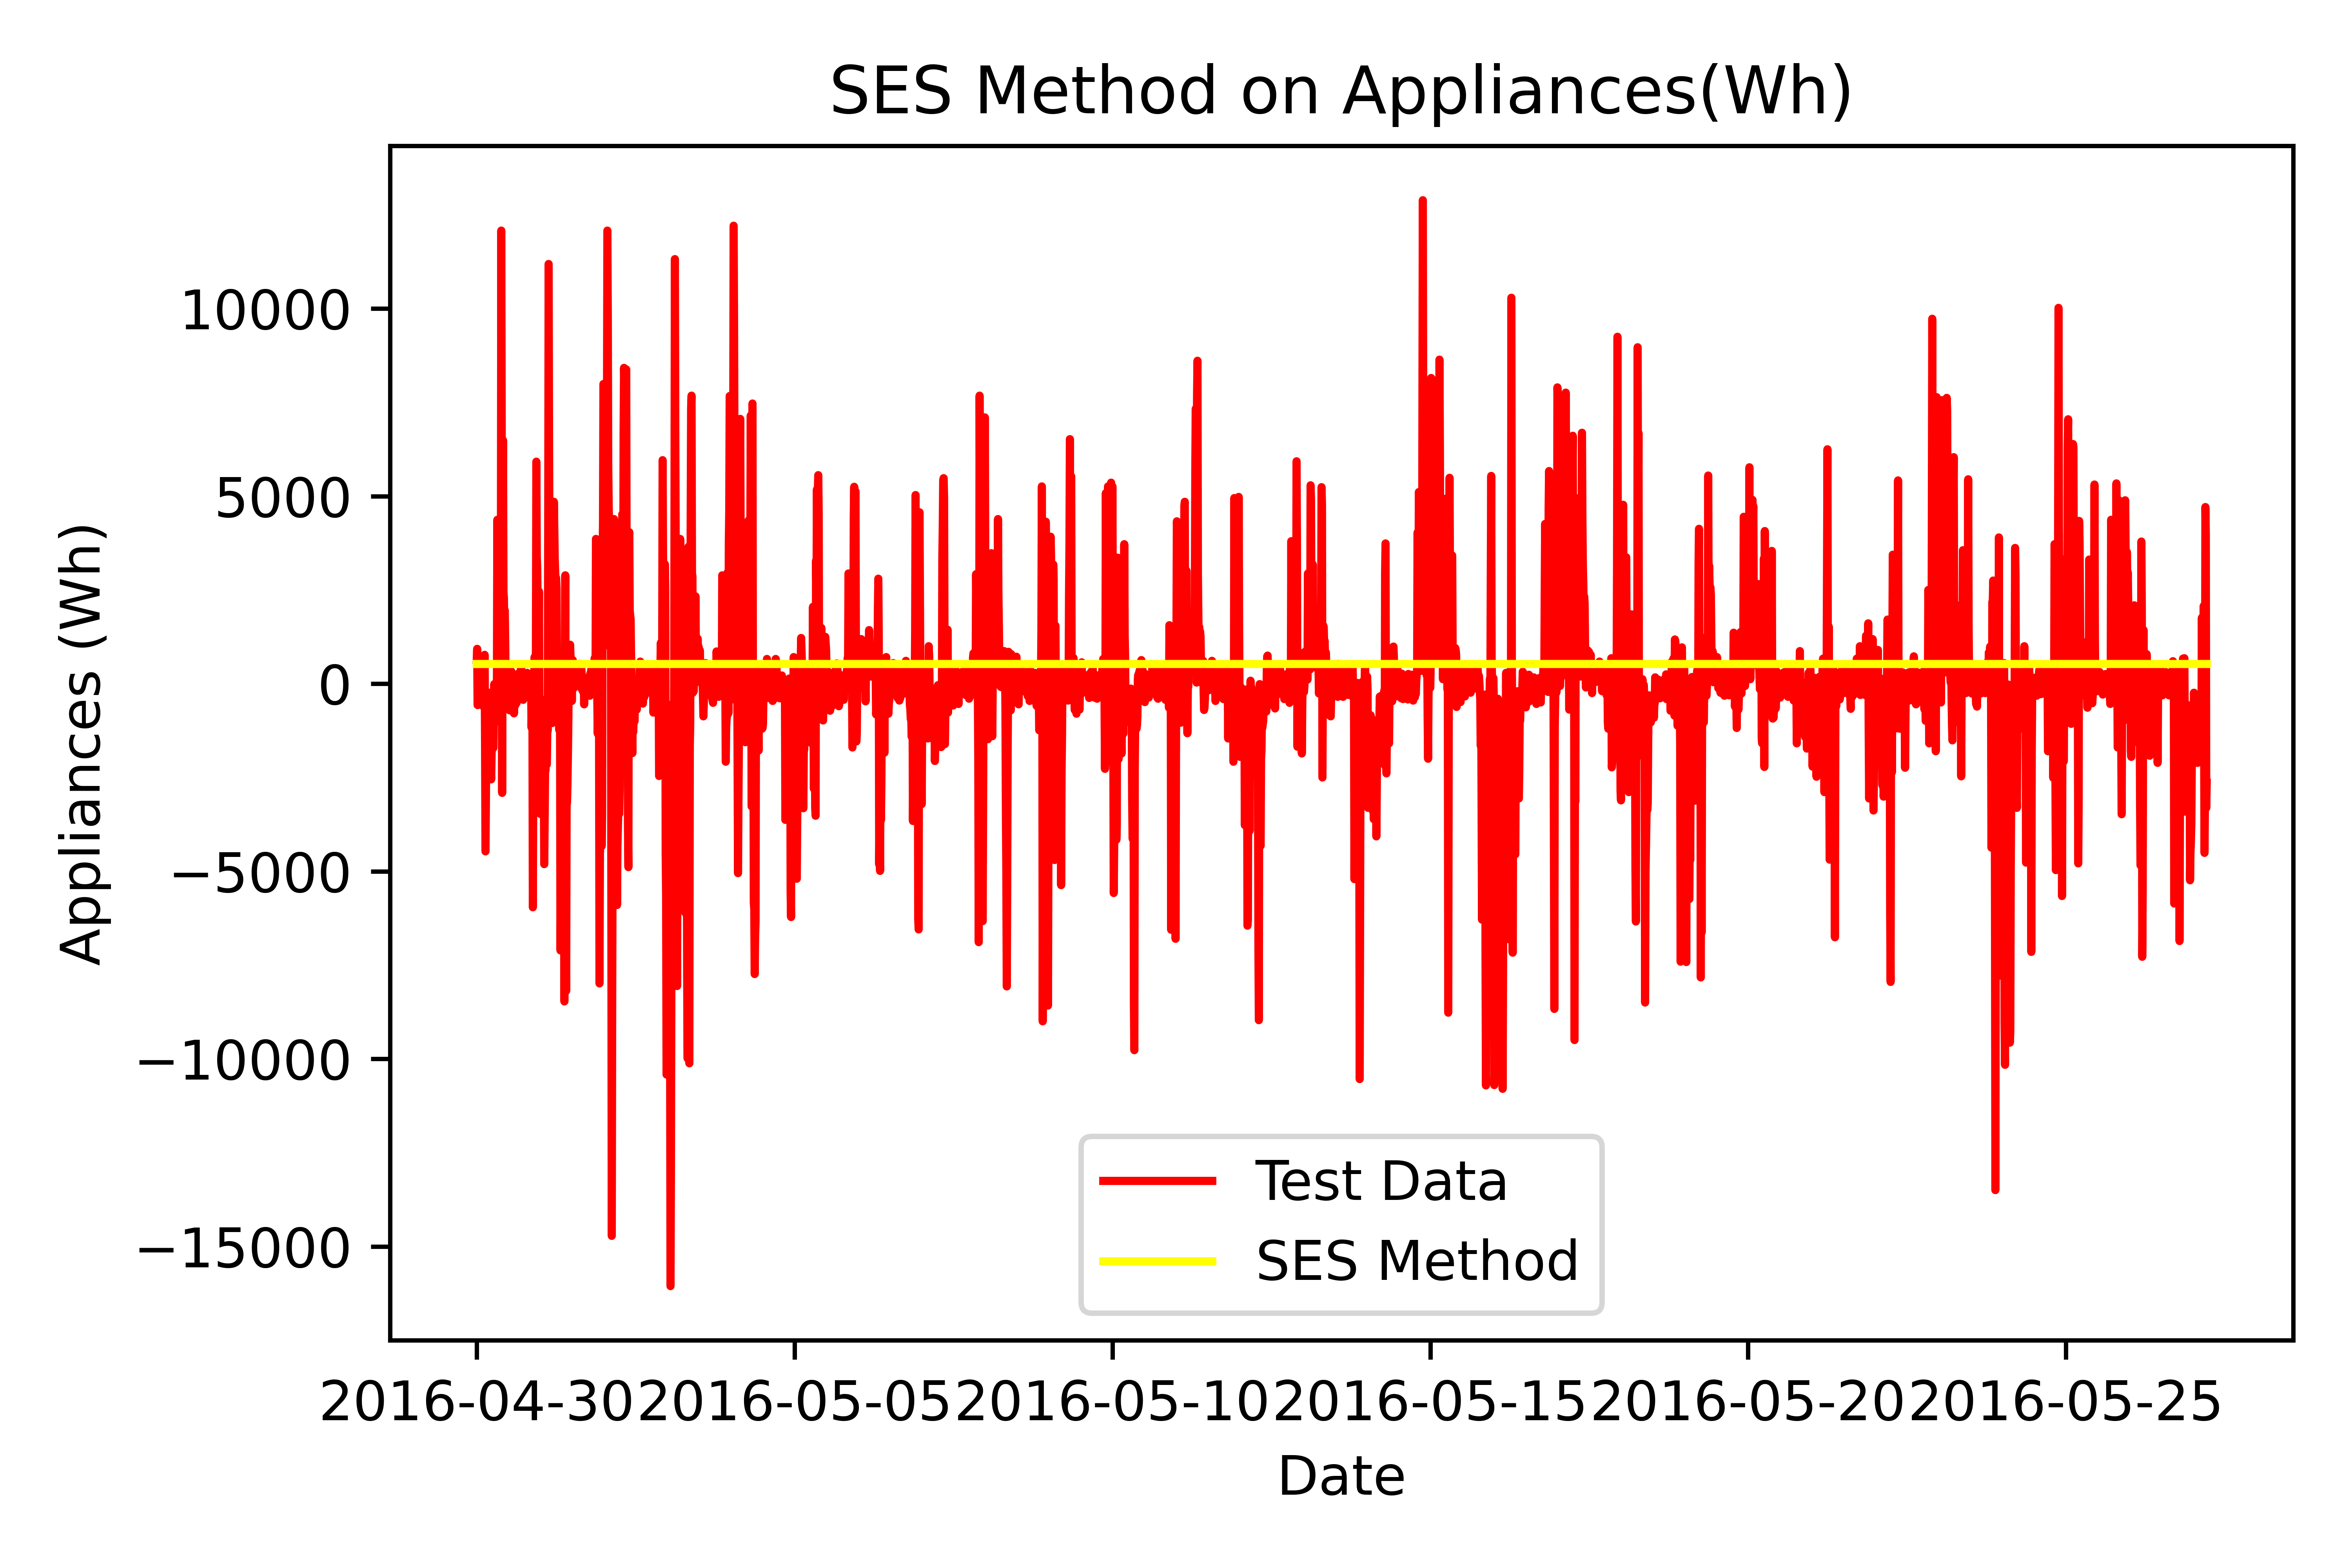 SES Method on Appliances(Wh)
Appliances (Wh)
10000
5000
0
−5000
−10000
−15000
Test Data
SES Method
2016-04-30 2016-05-05 2016-05-10 2016-05-15 2016-05-20 2016-05-25
Date